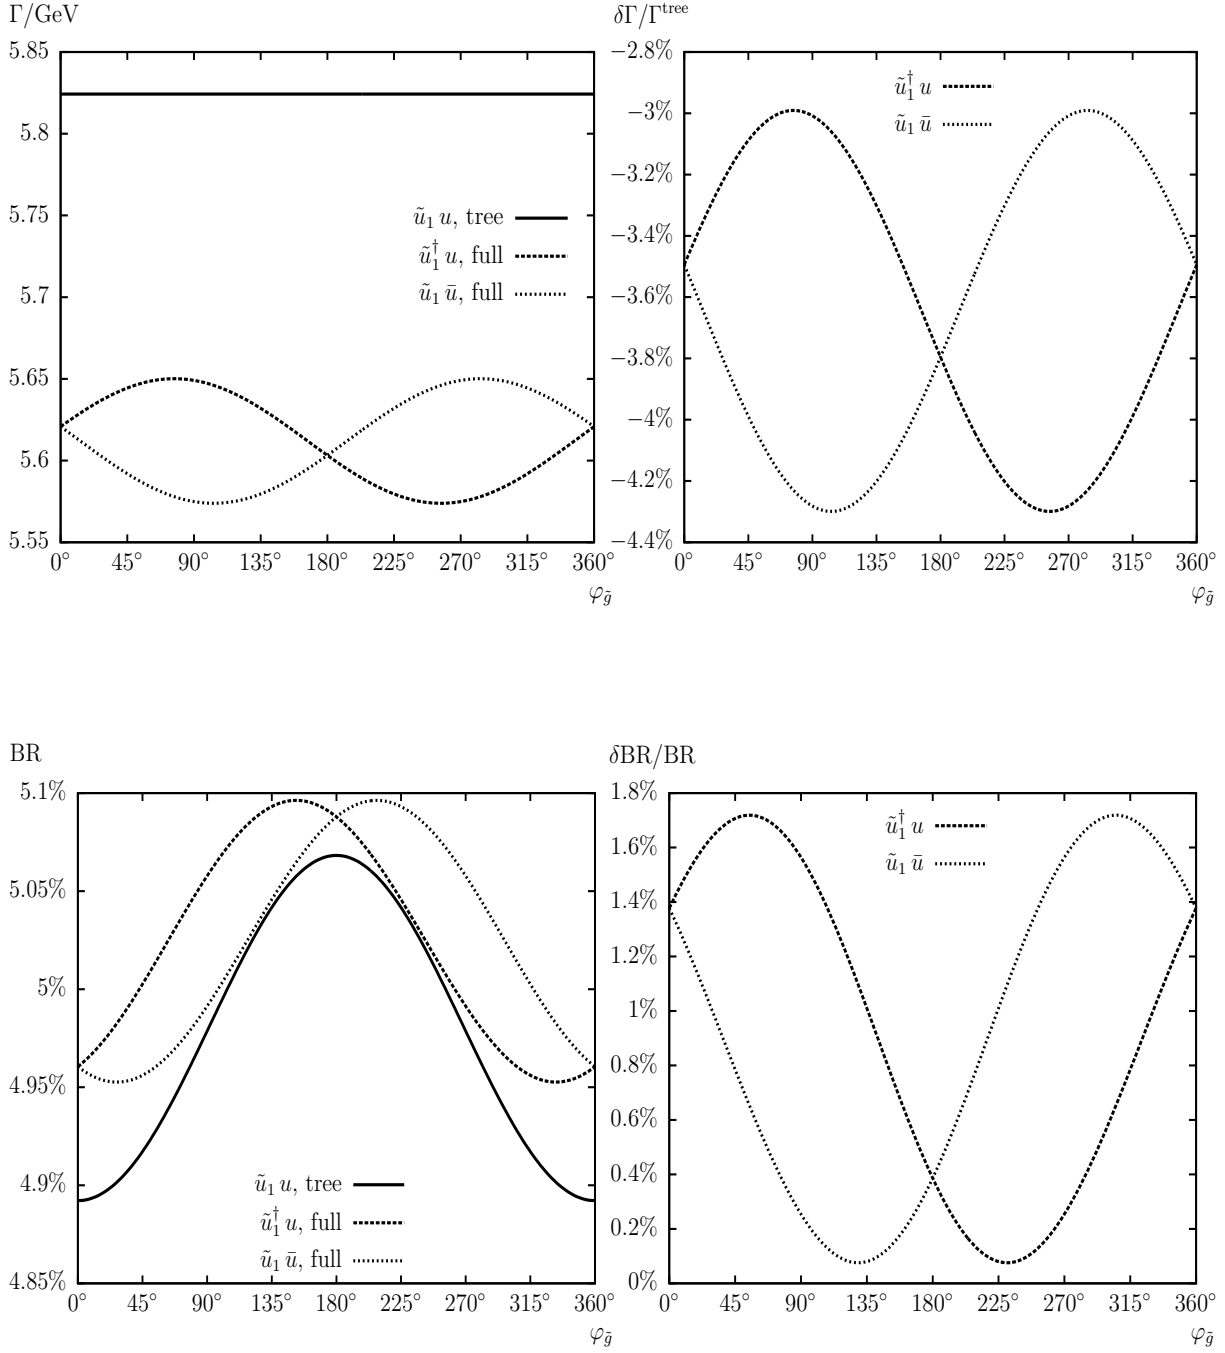 Γ/GeV
5.85
5.8
5.75
5.7
5.65
5.6
5.55
0° 45° 90° 135° 180° 225° 270° 315° 360°
φ_g̃
ũ₁ u, tree
ũ₁† u, full
ũ₁ ū, full
δΓ/Γ^tree
−2.8%
−3%
−3.2%
−3.4%
−3.6%
−3.8%
−4%
−4.2%
−4.4%
0° 45° 90° 135° 180° 225° 270° 315° 360°
φ_g̃
ũ₁† u
ũ₁ ū
BR
5.1%
5.05%
5%
4.95%
4.9%
4.85%
0° 45° 90° 135° 180° 225° 270° 315° 360°
φ_g̃
ũ₁ u, tree
ũ₁† u, full
ũ₁ ū, full
δBR/BR
1.8%
1.6%
1.4%
1.2%
1%
0.8%
0.6%
0.4%
0.2%
0%
0° 45° 90° 135° 180° 225° 270° 315° 360°
φ_g̃
ũ₁† u
ũ₁ ū